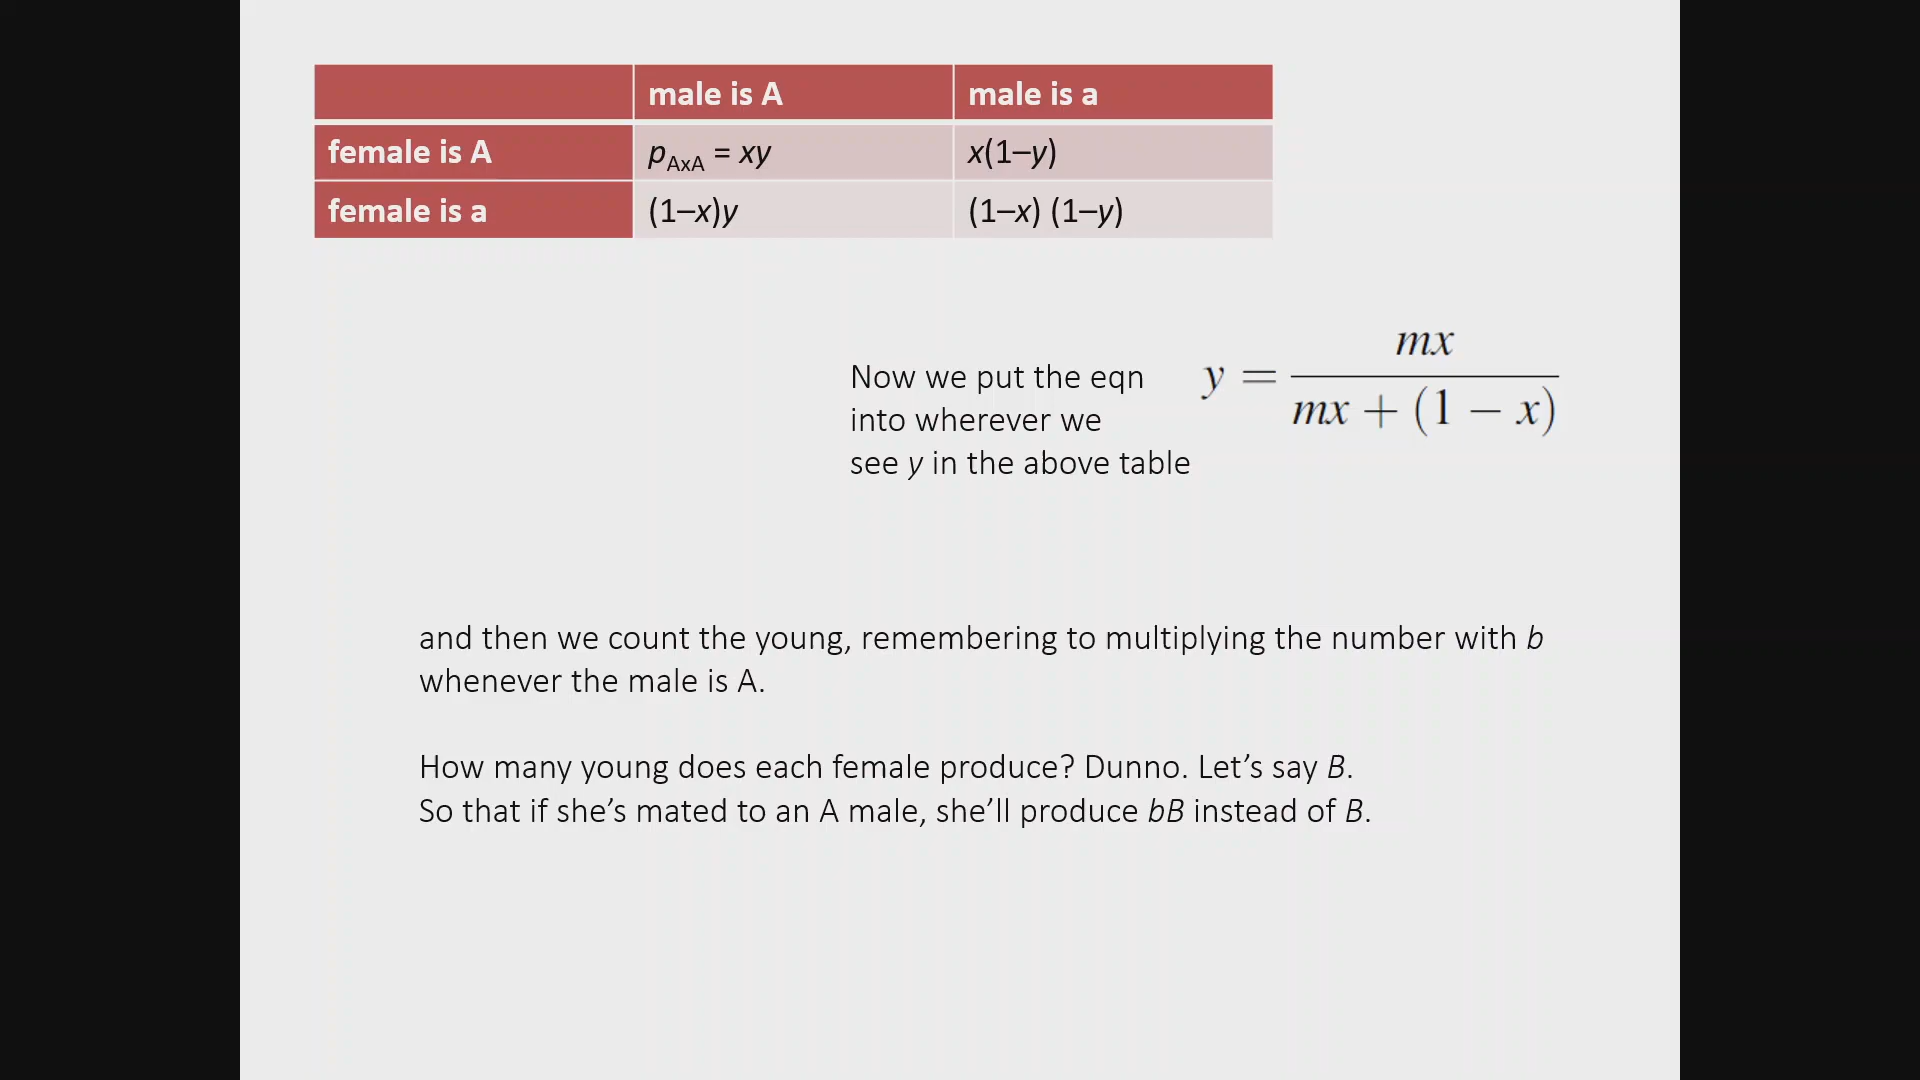 male is A male is a
female is A pAxA = xy x(1–y)
female is a (1–x)y (1–x) (1–y)
Now we put the eqn
into wherever we
see y in the above table
y = mx / mx + (1 − x)
and then we count the young, remembering to multiplying the number with b
whenever the male is A.
How many young does each female produce? Dunno. Let’s say B.
So that if she’s mated to an A male, she’ll produce bB instead of B.